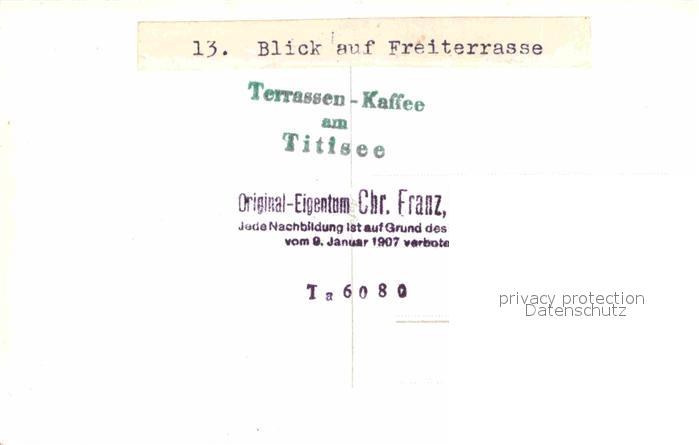 13. Blick auf Freiterrasse
Terrassen-Kaffee
am
Titisee
Original-Eigentum Chr. Franz,
Jede Nachbildung ist auf Grund des
vom 9. Januar 1907 verbote
Ta6080
privacy protection
Datenschutz